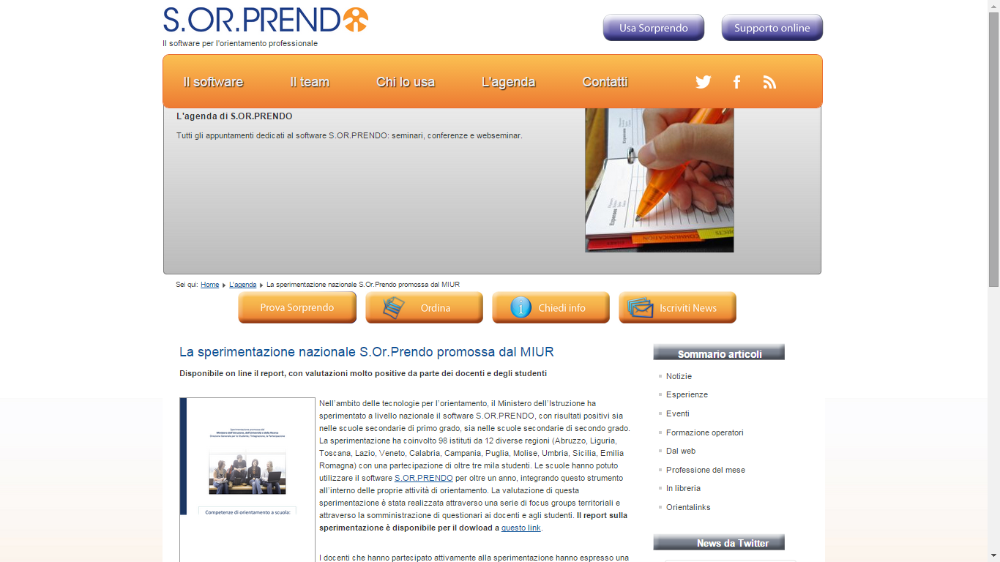 S.OR.PRENDO
Il software per l'orientamento professionale
Usa Sorprendo
Supporto online
Il software
Il team
Chi lo usa
L'agenda
Contatti
L'agenda di S.OR.PRENDO
Tutti gli appuntamenti dedicati al software S.OR.PRENDO: seminari, conferenze e webseminar.
Expenses
Expenses
COMMUNICATION
Sei qui: Home L'agenda La sperimentazione nazionale S.Or.Prendo promossa dal MIUR
Prova Sorprendo
Ordina
Chiedi info
Iscriviti News
La sperimentazione nazionale S.Or.Prendo promossa dal MIUR
Disponibile on line il report, con valutazioni molto positive da parte dei docenti e degli studenti
Sperimentazione promossa dal
Ministero dell'Istruzione, dell'Università e della Ricerca
Direzione Generale per lo Studente, l'Integrazione, la Partecipazione
Competenze di orientamento a scuola:
Nell'ambito delle tecnologie per l'orientamento, il Ministero dell'Istruzione ha
sperimentato a livello nazionale il software S.OR.PRENDO, con risultati positivi sia
nelle scuole secondarie di primo grado, sia nelle scuole secondarie di secondo grado.
La sperimentazione ha coinvolto 98 istituti da 12 diverse regioni (Abruzzo, Liguria,
Toscana, Lazio, Veneto, Calabria, Campania, Puglia, Molise, Umbria, Sicilia, Emilia
Romagna) con una partecipazione di oltre tre mila studenti. Le scuole hanno potuto
utilizzare il software S.OR.PRENDO per oltre un anno, integrando questo strumento
all'interno delle proprie attività di orientamento. La valutazione di questa
sperimentazione è stata realizzata attraverso una serie di focus groups territoriali e
attraverso la somministrazione di questionari ai docenti e agli studenti. Il report sulla
sperimentazione è disponibile per il dowload a questo link.
I docenti che hanno partecipato attivamente alla sperimentazione hanno espresso una
Sommario articoli
Notizie
Esperienze
Eventi
Formazione operatori
Dal web
Professione del mese
In libreria
Orientalinks
News da Twitter